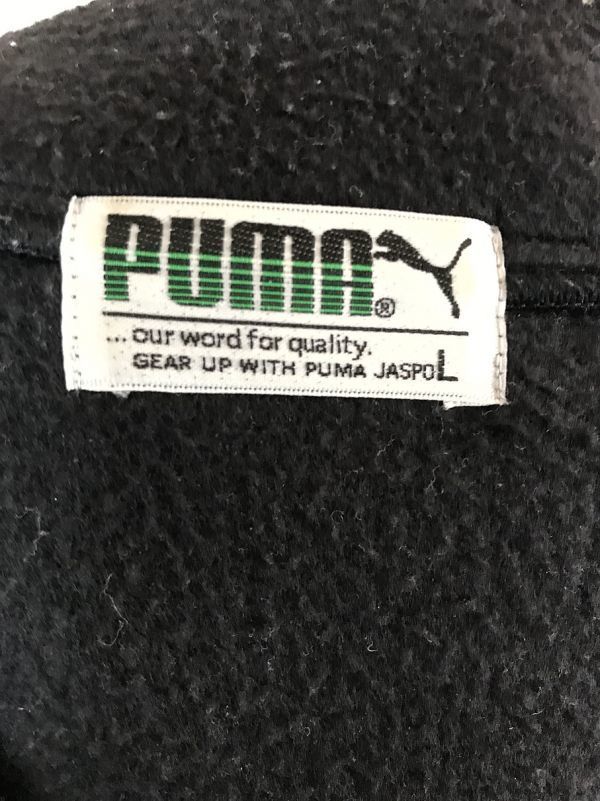 PUMA®
...our word for quality.
GEAR UP WITH PUMA JASPO L